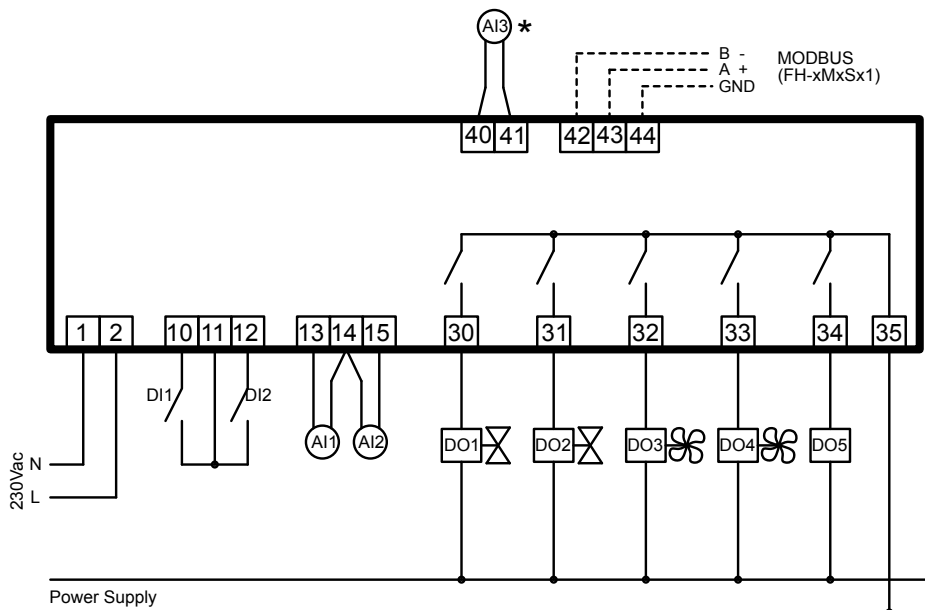 AI3 *
B -
A +
GND
MODBUS
(FH-xMxSx1)
40 41 42 43 44
1 2 10 11 12 13 14 15 30 31 32 33 34 35
DI1 DI2
AI1 AI2
DO1 DO2 DO3 DO4 DO5
230Vac
N
L
Power Supply